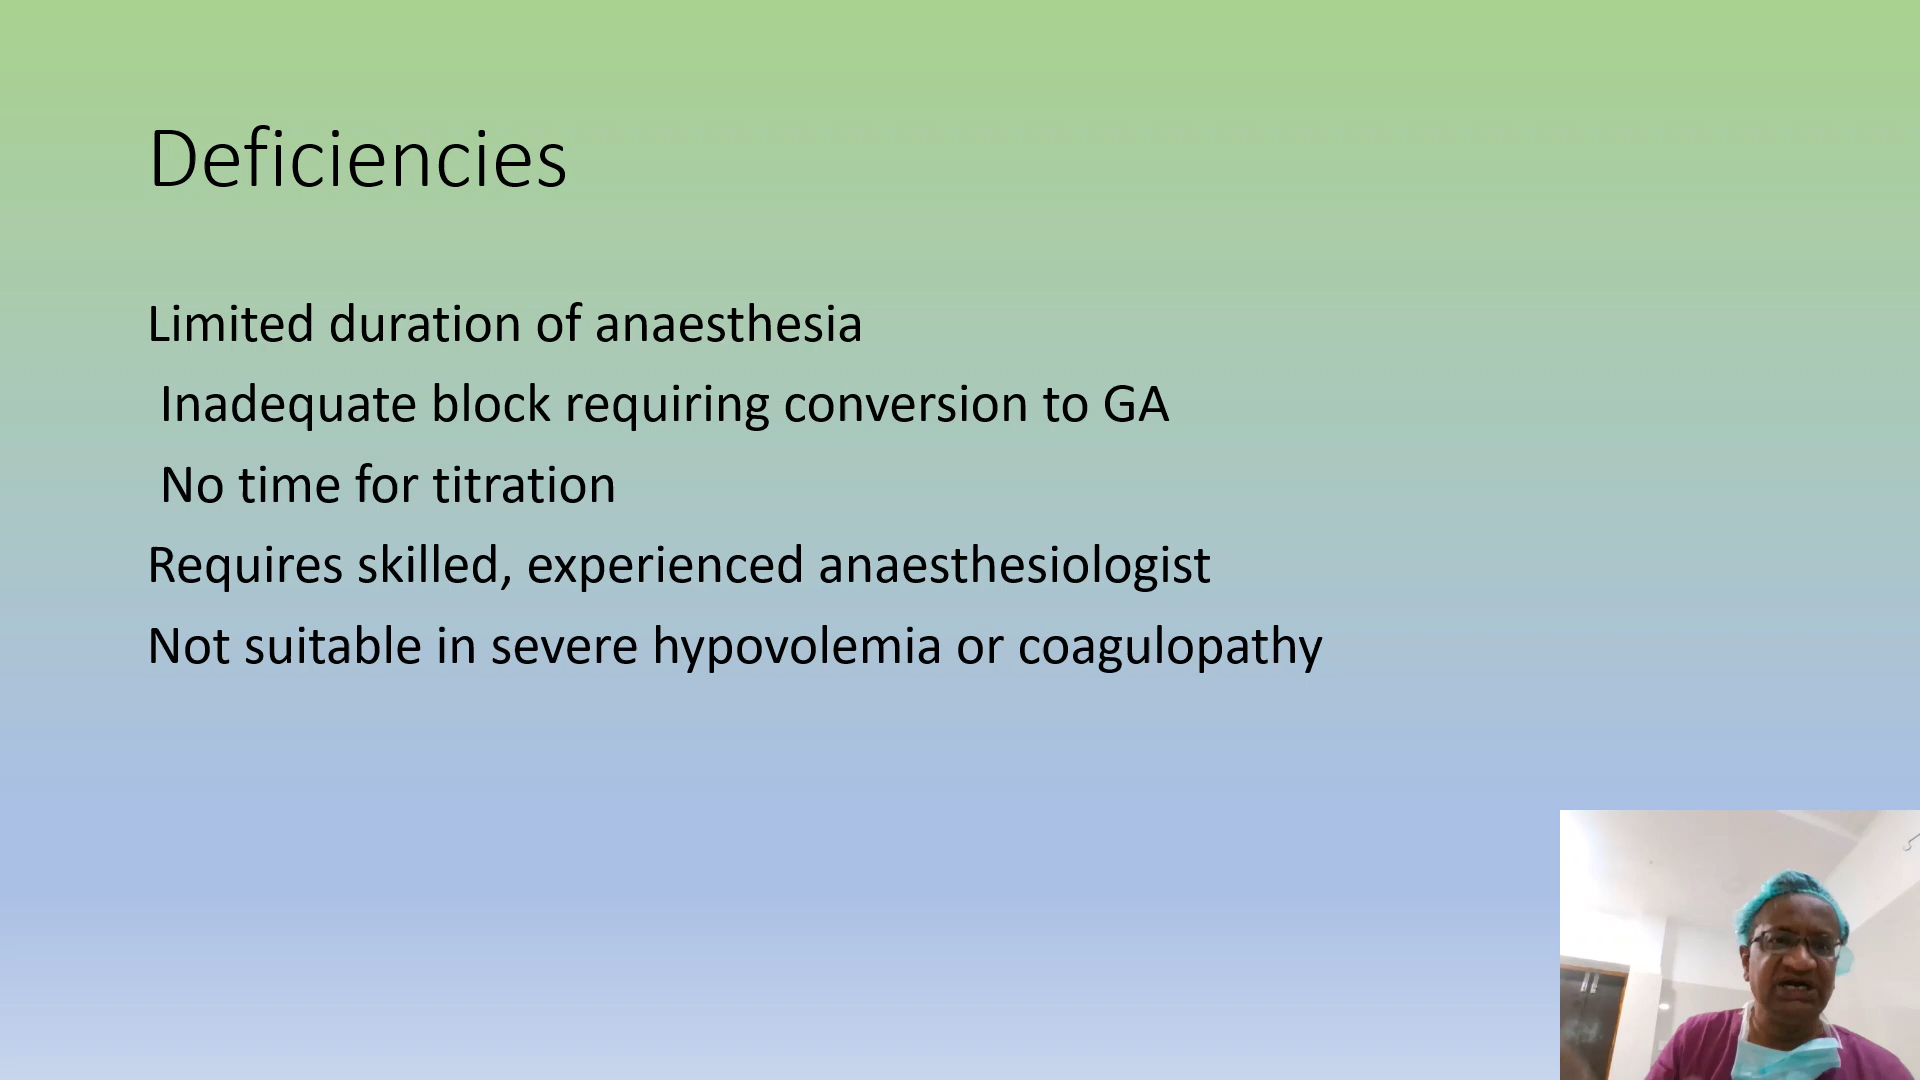 Deficiencies
Limited duration of anaesthesia
Inadequate block requiring conversion to GA
No time for titration
Requires skilled, experienced anaesthesiologist
Not suitable in severe hypovolemia or coagulopathy